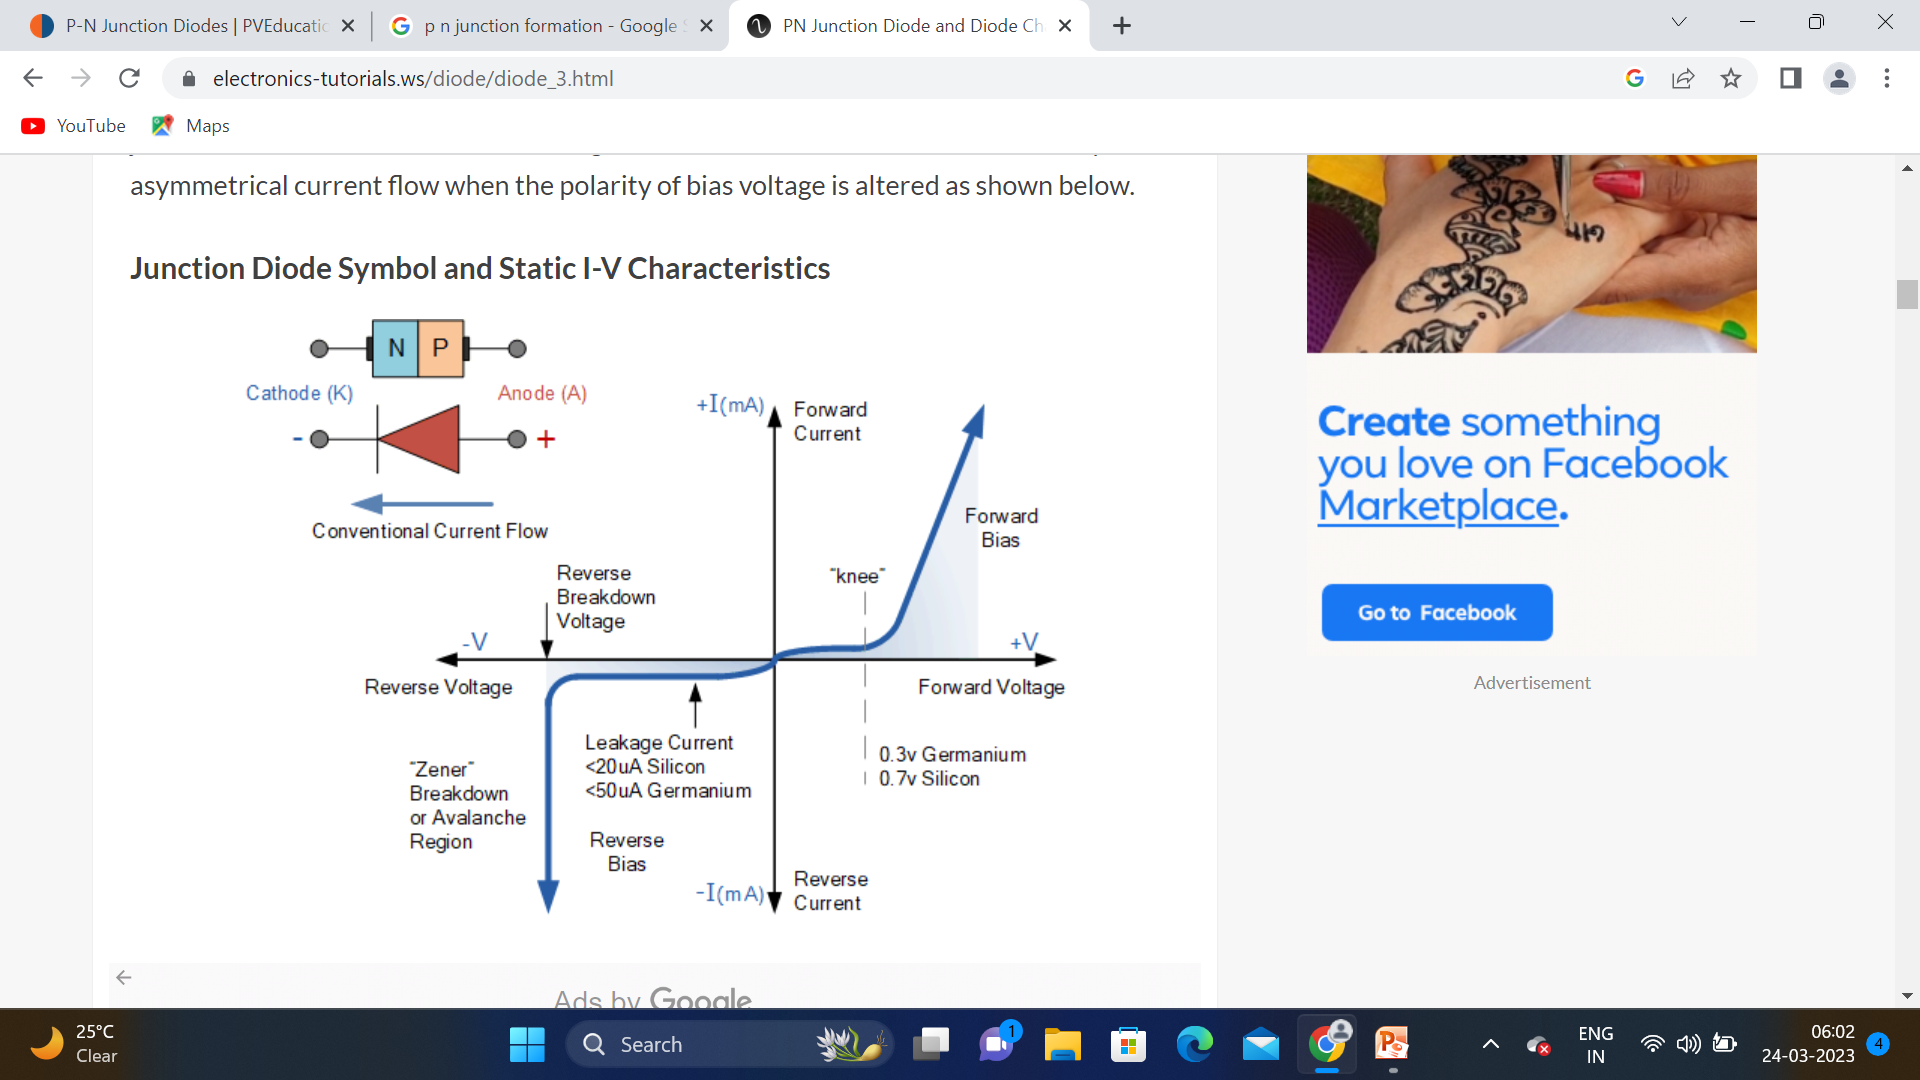 P-N Junction Diodes | PVEducatic
p n junction formation - Google S
PN Junction Diode and Diode Ch
electronics-tutorials.ws/diode/diode_3.html
YouTube
Maps
asymmetrical current flow when the polarity of bias voltage is altered as shown below.
Junction Diode Symbol and Static I-V Characteristics
N P
Cathode (K)
Anode (A)
- +
Conventional Current Flow
+I(mA)
Forward
Current
Forward
Bias
"knee"
Reverse
Breakdown
Voltage
-V
+V
Reverse Voltage
Forward Voltage
Leakage Current
<20uA Silicon
<50uA Germanium
0.3v Germanium
0.7v Silicon
"Zener"
Breakdown
or Avalanche
Region
Reverse
Bias
-I(mA)
Reverse
Current
Create something
you love on Facebook
Marketplace.
Go to Facebook
Advertisement
Ads by Google
25°C
Clear
Search
1
ENG
IN
06:02
24-03-2023
4